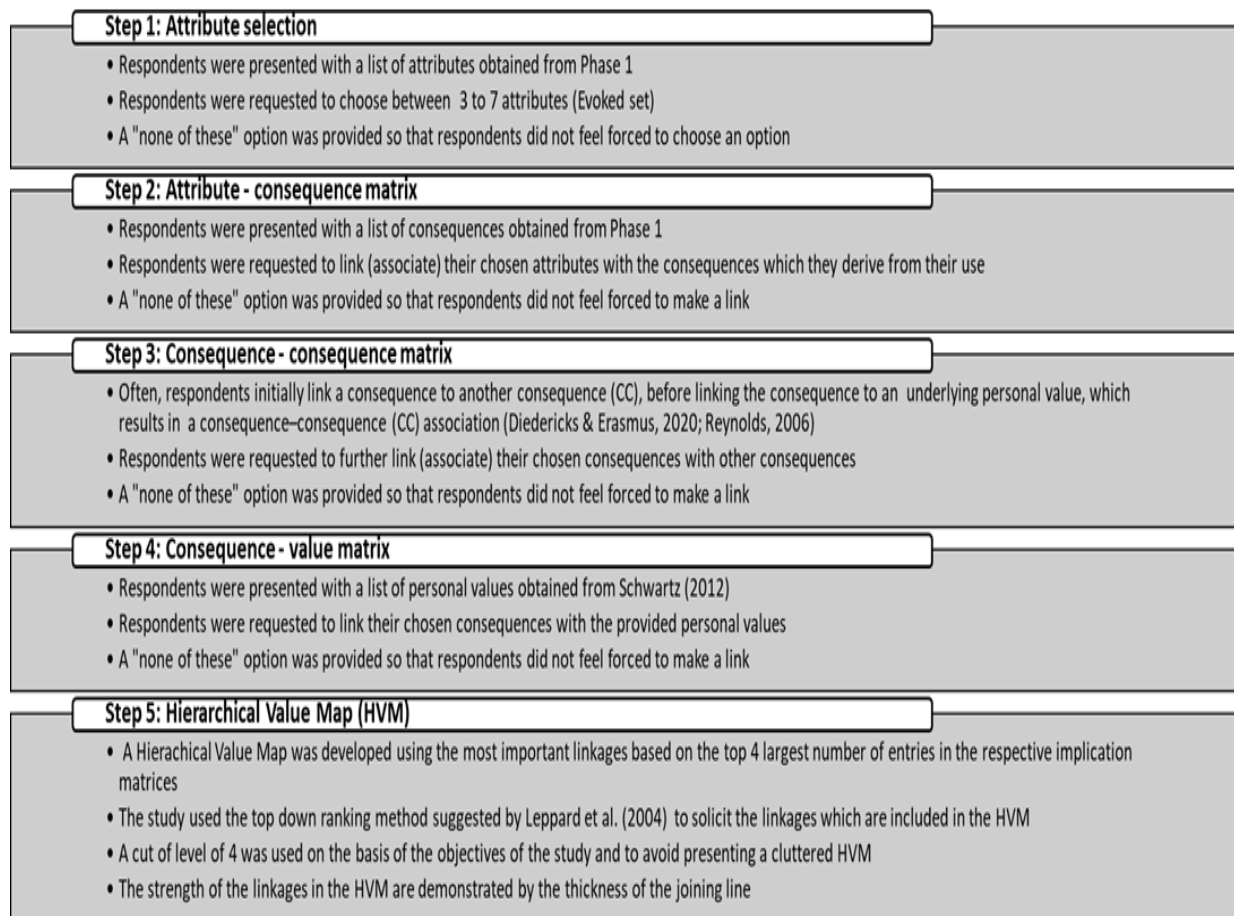 Step 1: Attribute selection
• Respondents were presented with a list of attributes obtained from Phase 1
• Respondents were requested to choose between 3 to 7 attributes (Evoked set)
• A "none of these" option was provided so that respondents did not feel forced to choose an option
Step 2: Attribute - consequence matrix
• Respondents were presented with a list of consequences obtained from Phase 1
• Respondents were requested to link (associate) their chosen attributes with the consequences which they derive from their use
• A "none of these" option was provided so that respondents did not feel forced to make a link
Step 3: Consequence - consequence matrix
• Often, respondents initially link a consequence to another consequence (CC), before linking the consequence to an underlying personal value, which
results in a consequence–consequence (CC) association (Diedericks & Erasmus, 2020; Reynolds, 2006)
• Respondents were requested to further link (associate) their chosen consequences with other consequences
• A "none of these" option was provided so that respondents did not feel forced to make a link
Step 4: Consequence - value matrix
• Respondents were presented with a list of personal values obtained from Schwartz (2012)
• Respondents were requested to link their chosen consequences with the provided personal values
• A "none of these" option was provided so that respondents did not feel forced to make a link
Step 5: Hierarchical Value Map (HVM)
• A Hierachical Value Map was developed using the most important linkages based on the top 4 largest number of entries in the respective implication
matrices
• The study used the top down ranking method suggested by Leppard et al. (2004) to solicit the linkages which are included in the HVM
• A cut of level of 4 was used on the basis of the objectives of the study and to avoid presenting a cluttered HVM
• The strength of the linkages in the HVM are demonstrated by the thickness of the joining line